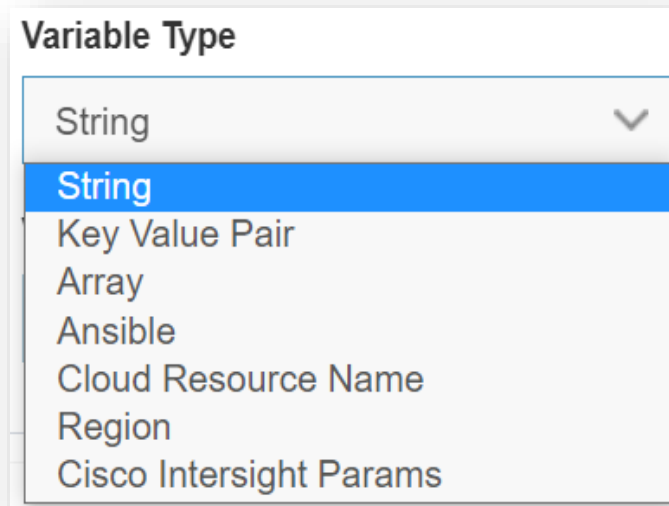 Variable Type
String
String
Key Value Pair
Array
Ansible
Cloud Resource Name
Region
Cisco Intersight Params